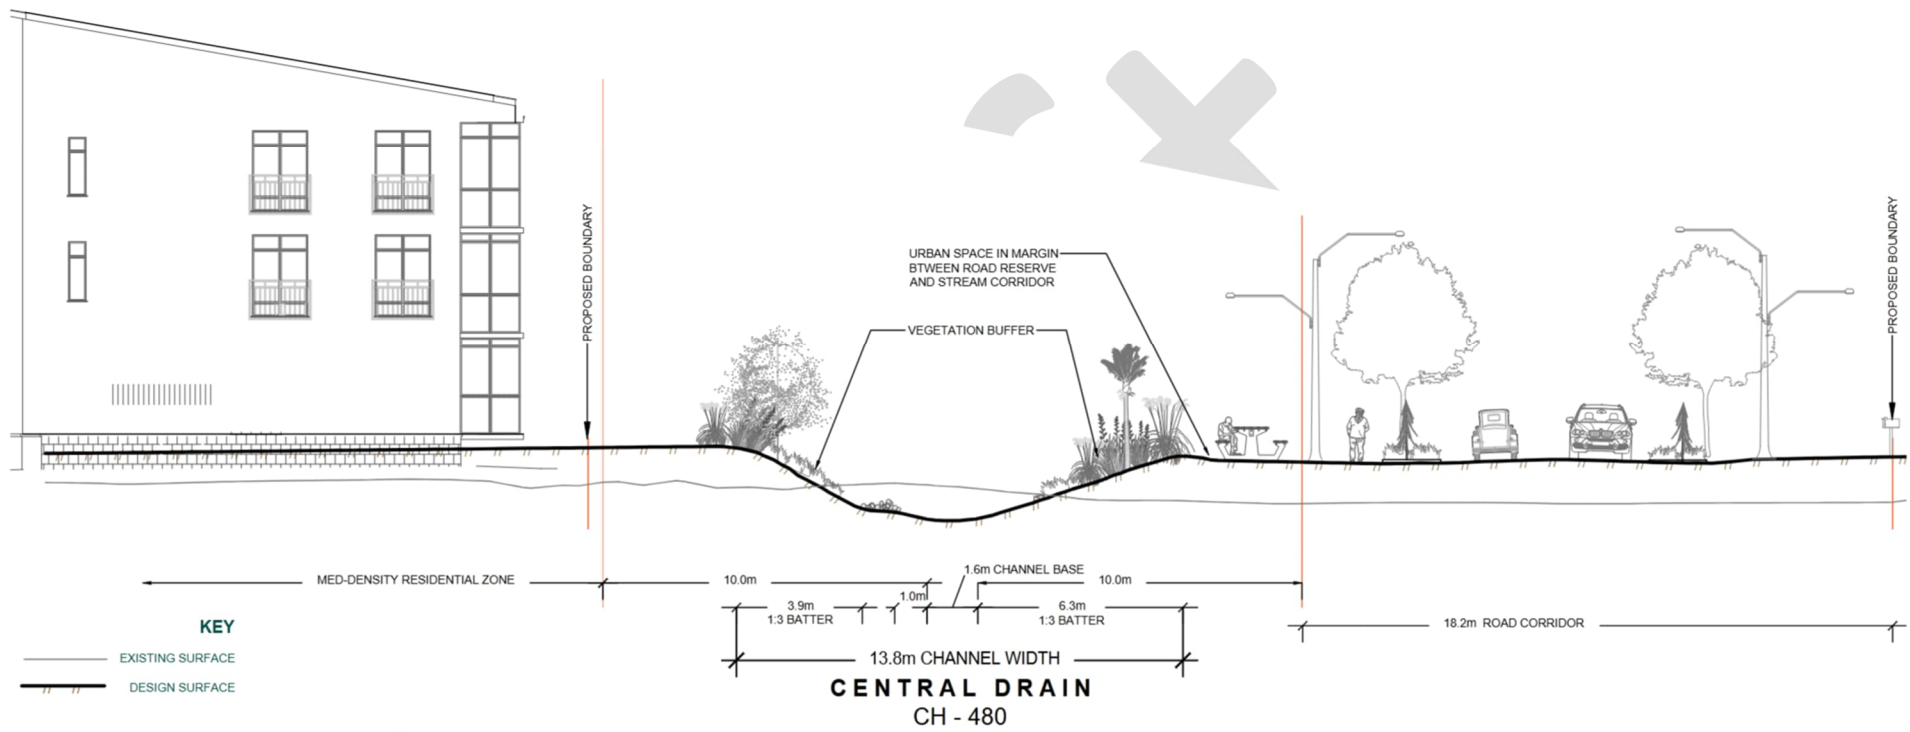 PROPOSED BOUNDARY
URBAN SPACE IN MARGIN
BTWEEN ROAD RESERVE
AND STREAM CORRIDOR
VEGETATION BUFFER
PROPOSED BOUNDARY
MED-DENSITY RESIDENTIAL ZONE
10.0m
1.6m CHANNEL BASE
10.0m
3.9m
1:3 BATTER
1.0m
6.3m
1:3 BATTER
18.2m ROAD CORRIDOR
KEY
EXISTING SURFACE
DESIGN SURFACE
13.8m CHANNEL WIDTH
CENTRAL DRAIN
CH - 480